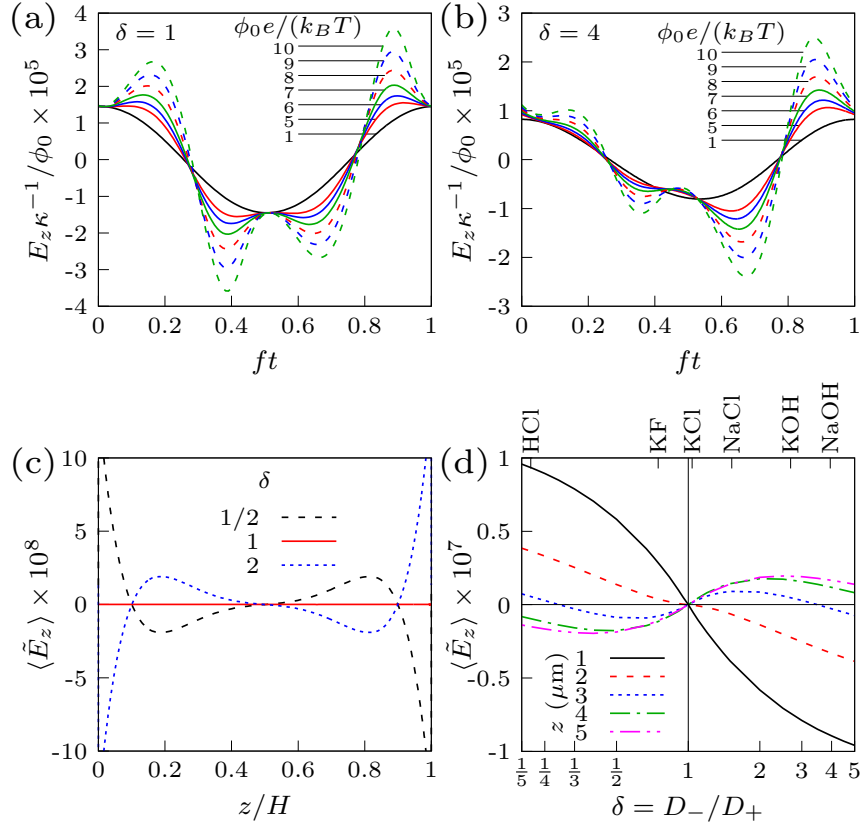 (a)
δ = 1
ϕ₀e/(k_BT)
10
9
8
7
6
5
1
E_zκ⁻¹/ϕ₀ × 10⁵
4
3
2
1
0
-1
-2
-3
-4
0 0.2 0.4 0.6 0.8 1
ft
(b)
δ = 4
ϕ₀e/(k_BT)
10
9
8
7
6
5
1
E_zκ⁻¹/ϕ₀ × 10⁵
3
2
1
0
-1
-2
-3
0 0.2 0.4 0.6 0.8 1
ft
(c)
δ
1/2
1
2
⟨Ẽ_z⟩ × 10⁸
10
5
0
-5
-10
0 0.2 0.4 0.6 0.8 1
z/H
(d)
HCl KF KCl NaCl KOH NaOH
⟨Ẽ_z⟩ × 10⁷
1
0.5
0
-0.5
-1
z (μm)
1
2
3
4
5
1/5 1/4 1/3 1/2 1 2 3 4 5
δ = D₋/D₊